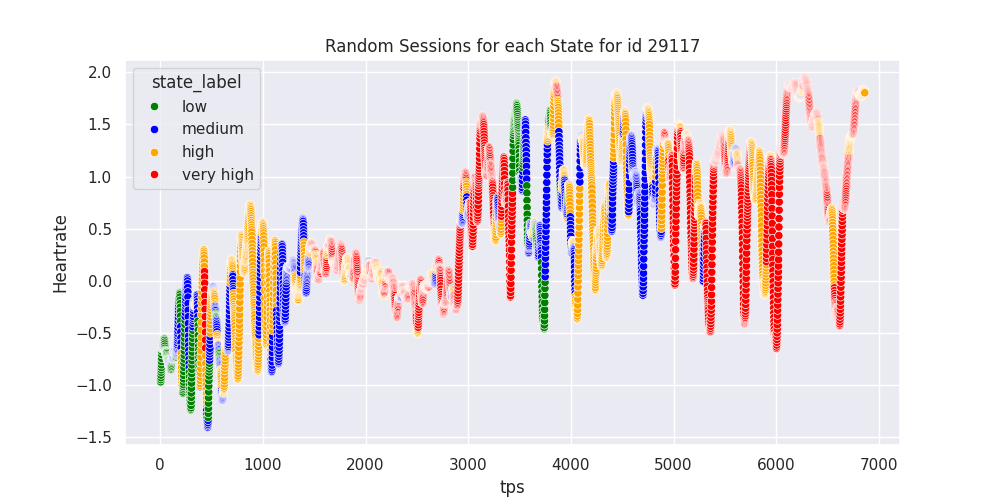 Random Sessions for each State for id 29117
state_label
low
medium
high
very high
Heartrate
2.0
1.5
1.0
0.5
0.0
−0.5
−1.0
−1.5
0 1000 2000 3000 4000 5000 6000 7000
tps